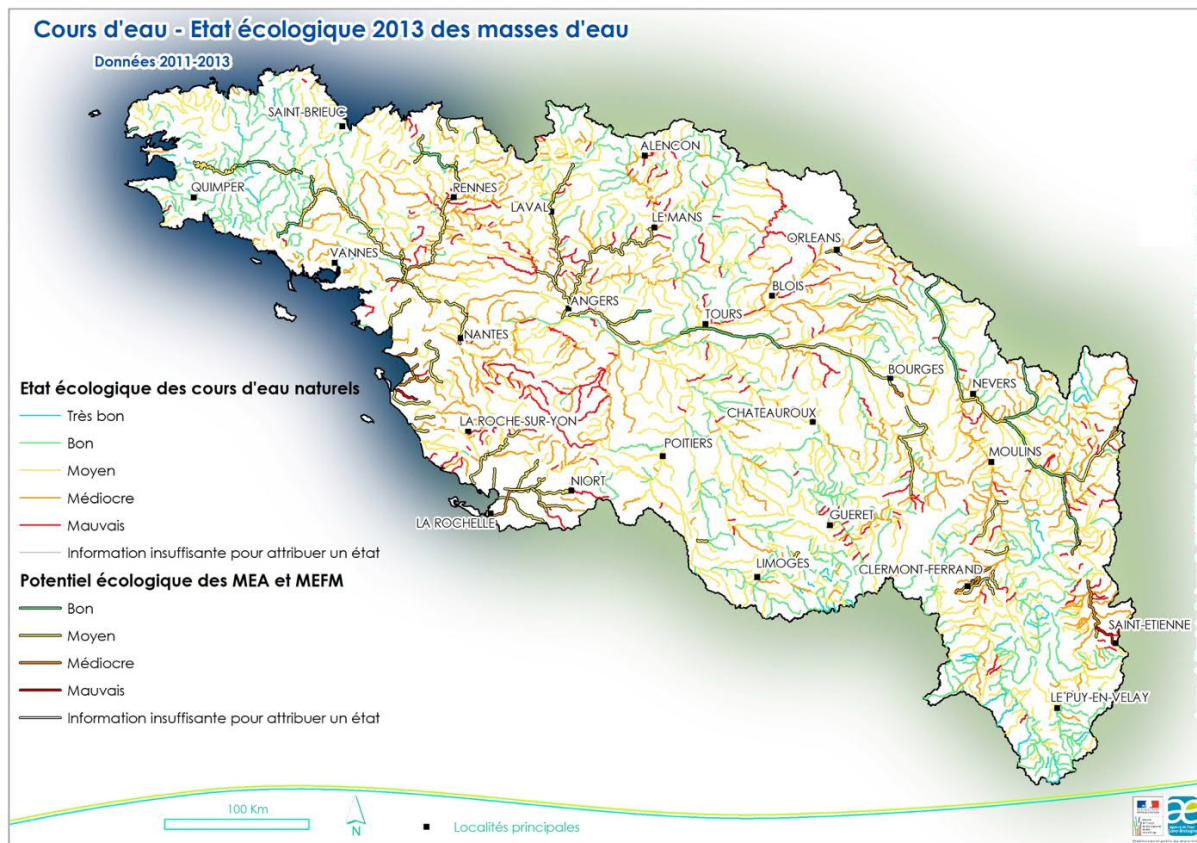 Cours d'eau - Etat écologique 2013 des masses d'eau
Données 2011-2013
SAINT-BRIEUC
ALENCON
QUIMPER
RENNES
LAVAL
LE MANS
ORLEANS
VANNES
BLOIS
ANGERS
TOURS
NANTES
BOURGES
NEVERS
CHATEAUROUX
LA ROCHE-SUR-YON
POITIERS
MOULINS
NIORT
LA ROCHELLE
GUERET
LIMOGES
CLERMONT-FERRAND
SAINT-ETIENNE
LE PUY-EN-VELAY
Etat écologique des cours d'eau naturels
Très bon
Bon
Moyen
Médiocre
Mauvais
Information insuffisante pour attribuer un état
Potentiel écologique des MEA et MEFM
Bon
Moyen
Médiocre
Mauvais
Information insuffisante pour attribuer un état
100 Km
N
Localités principales